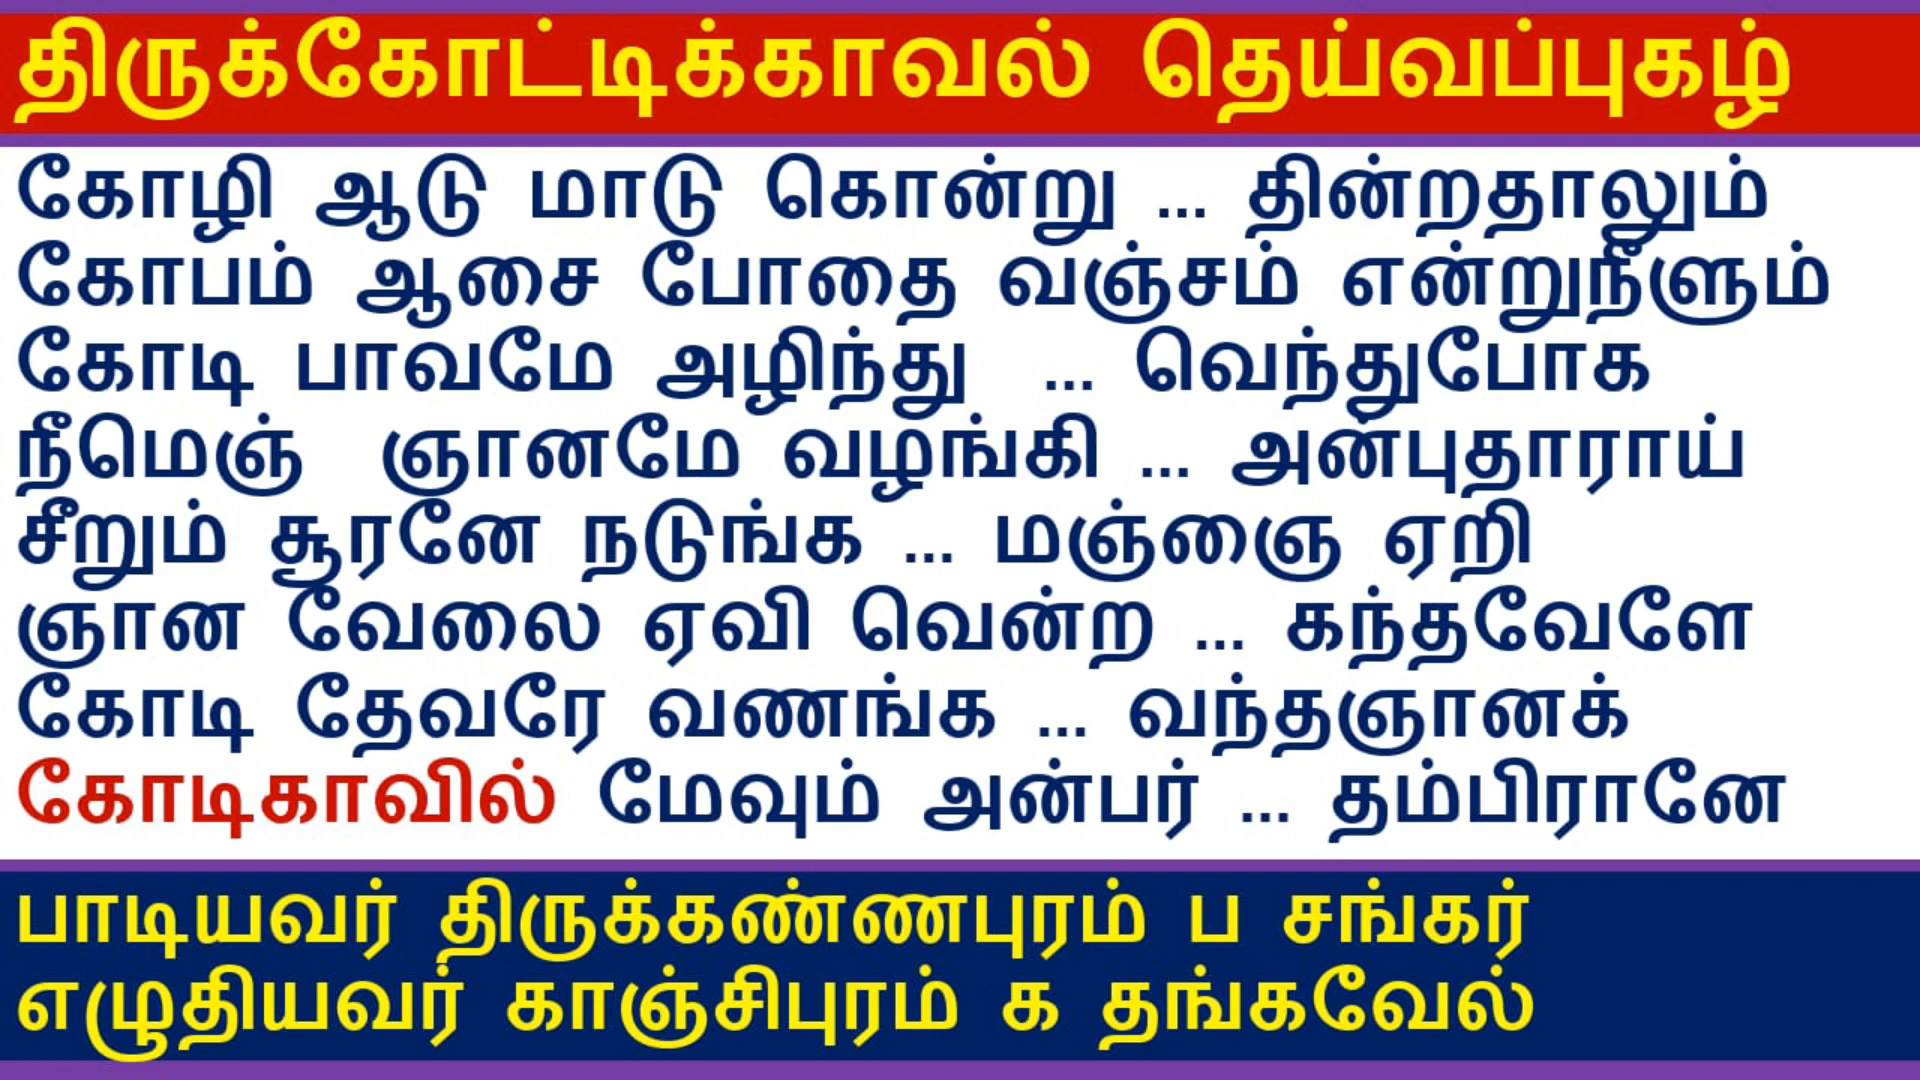 திருக்கோட்டிக்காவல் தெய்வப்புகழ்
கோழி ஆடு மாடு கொன்று ... தின்றதாலும்
கோபம் ஆசை போதை வஞ்சம் என்றுநீளும்
கோடி பாவமே அழிந்து ... வெந்துபோக
நீமெஞ் ஞானமே வழங்கி ... அன்புதாராய்
சீறும் சூரனே நடுங்க ... மஞ்ஞை ஏறி
ஞான வேலை ஏவி வென்ற ... கந்தவேளே
கோடி தேவரே வணங்க ... வந்தஞானக்
கோடிகாவில் மேவும் அன்பர் ... தம்பிரானே
பாடியவர் திருக்கண்ணபுரம் ப சங்கர்
எழுதியவர் காஞ்சிபுரம் க தங்கவேல்